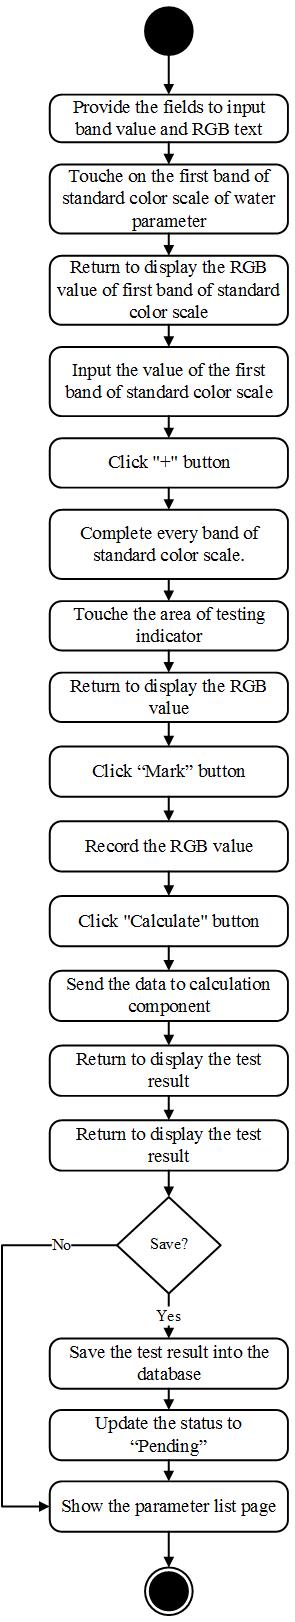 Provide the fields to input
band value and RGB text
Touche on the first band of
standard color scale of water
parameter
Return to display the RGB
value of first band of standard
color scale
Input the value of the first
band of standard color scale
Click "+" button
Complete every band of
standard color scale.
Touche the area of testing
indicator
Return to display the RGB
value
Click “Mark” button
Record the RGB value
Click "Calculate" button
Send the data to calculation
component
Return to display the test
result
Return to display the test
result
Save?
No
Yes
Save the test result into the
database
Update the status to
“Pending”
Show the parameter list page